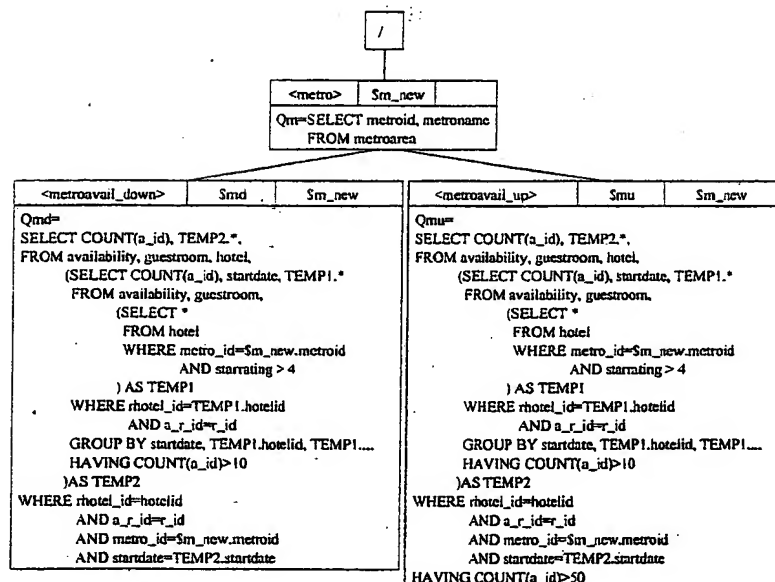 /
<metro> $m_new
Qm=SELECT metroid, metroname
FROM metroarea
<metroavail_down> $md $m_new
Qmd=
SELECT COUNT(a_id), TEMP2.*,
FROM availability, guestroom, hotel,
(SELECT COUNT(a_id), startdate, TEMP1.*
FROM availability, guestroom,
(SELECT *
FROM hotel
WHERE metro_id=$m_new.metroid
AND starrating > 4
) AS TEMP1
WHERE rhotel_id=TEMP1.hotelid
AND a_r_id=r_id
GROUP BY startdate, TEMP1.hotelid, TEMP1....
HAVING COUNT(a_id)>10
)AS TEMP2
WHERE rhotel_id=hotelid
AND a_r_id=r_id
AND metro_id=$m_new.metroid
AND startdate=TEMP2.startdate
<metroavail_up> $mu $m_new
Qmu=
SELECT COUNT(a_id), TEMP2.*,
FROM availability, guestroom, hotel,
(SELECT COUNT(a_id), startdate, TEMP1.*
FROM availability, guestroom,
(SELECT *
FROM hotel
WHERE metro_id=$m_new.metroid
AND starrating > 4
) AS TEMP1
WHERE rhotel_id=TEMP1.hotelid
AND a_r_id=r_id
GROUP BY startdate, TEMP1.hotelid, TEMP1....
HAVING COUNT(a_id)>10
)AS TEMP2
WHERE rhotel_id=hotelid
AND a_r_id=r_id
AND metro_id=$m_new.metroid
AND startdate=TEMP2.startdate
HAVING COUNT(a_id)>50